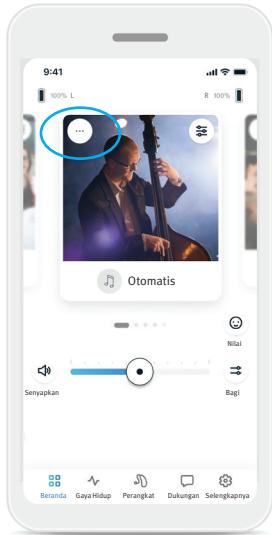 9:41
100% L
R 100%
Otomatis
Nilai
Senyapkan
Bagi
Beranda Gaya Hidup Perangkat Dukungan Selengkapnya